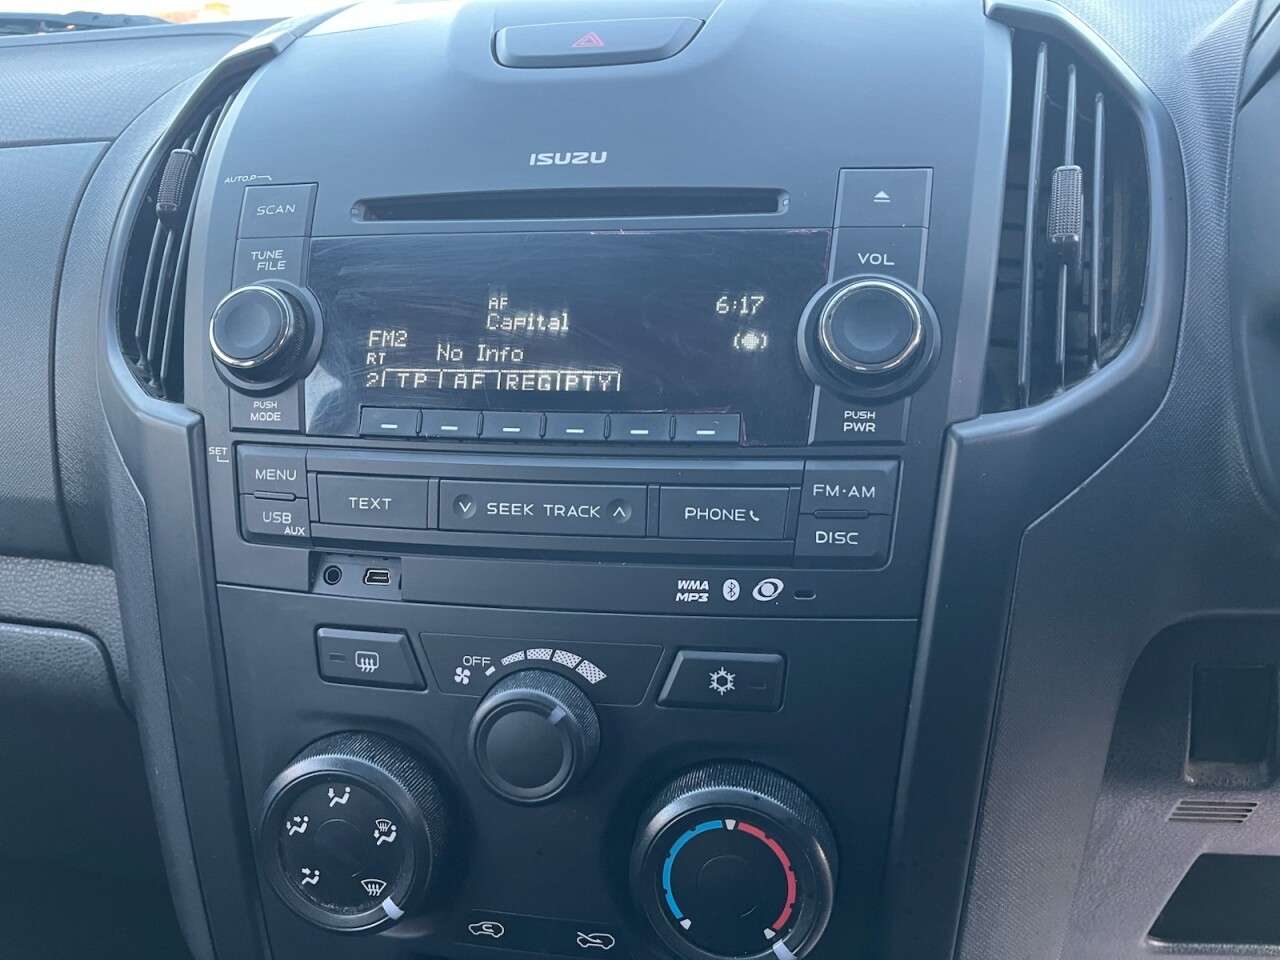 ISUZU
AUTO.P
SCAN
TUNE
FILE
VOL
AF
Capital
6:17
FM2
RT
No Info
2 TP AF REG PTY
PUSH
MODE
PUSH
PWR
SET
MENU
USB
AUX
TEXT
SEEK TRACK
PHONE
FM·AM
DISC
WMA
MP3
OFF